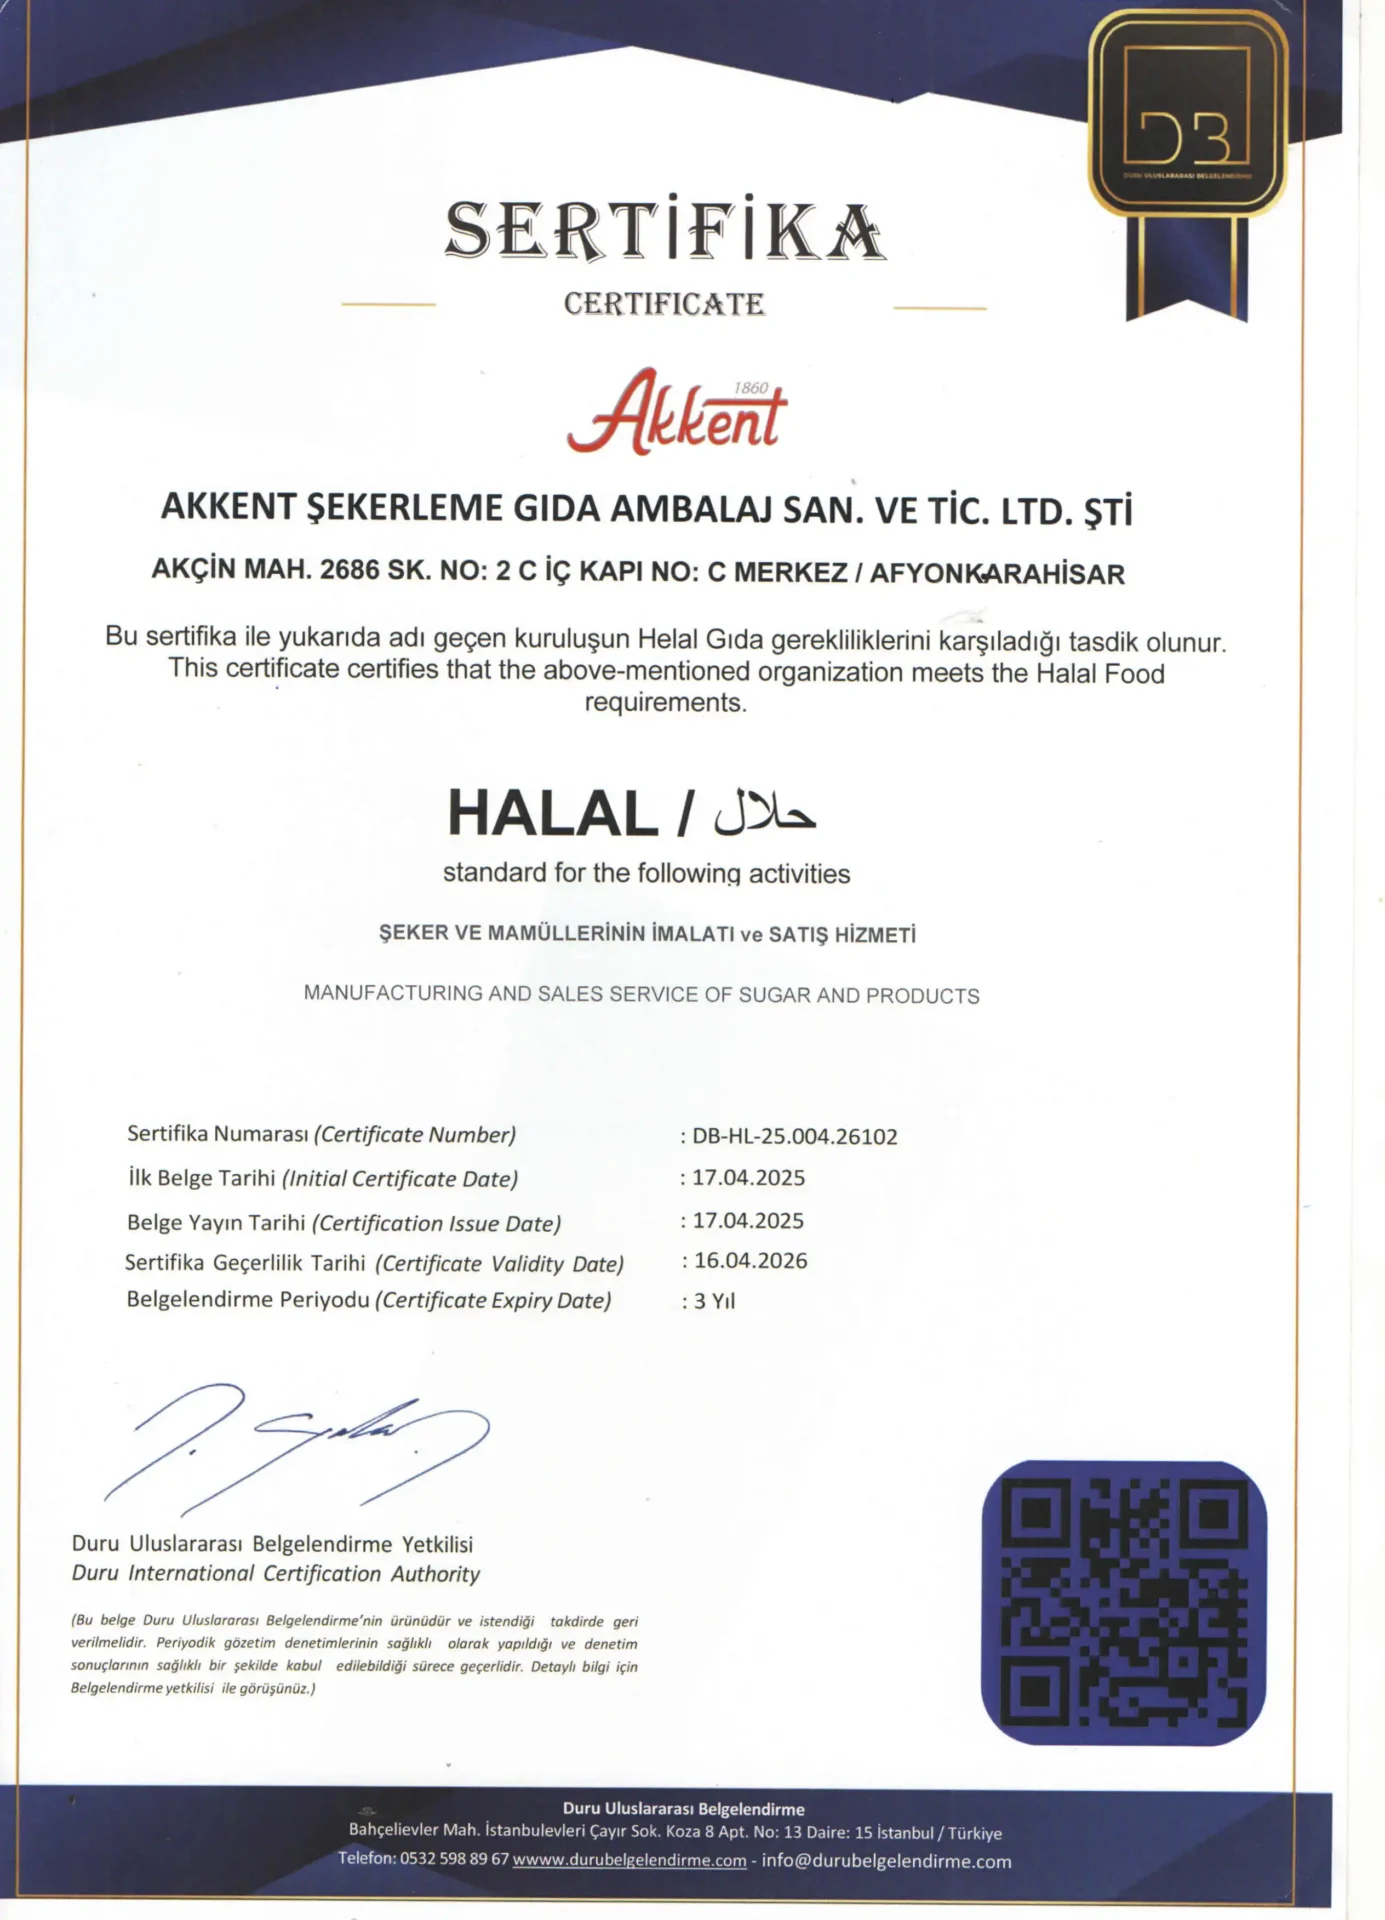 D3
DURU ULUSLARARASI BELGELENDİRME
SERTİFİKA
CERTIFICATE
1860
Akkent
AKKENT ŞEKERLEME GIDA AMBALAJ SAN. VE TİC. LTD. ŞTİ
AKÇİN MAH. 2686 SK. NO: 2 C İÇ KAPI NO: C MERKEZ / AFYONKARAHİSAR
Bu sertifika ile yukarıda adı geçen kuruluşun Helal Gıda gerekliliklerini karşıladığı tasdik olunur.
This certificate certifies that the above-mentioned organization meets the Halal Food
requirements.
HALAL / حلال
standard for the following activities
ŞEKER VE MAMÜLLERİNİN İMALATI ve SATIŞ HİZMETİ
MANUFACTURING AND SALES SERVICE OF SUGAR AND PRODUCTS
Sertifika Numarası (Certificate Number) : DB-HL-25.004.26102
İlk Belge Tarihi (Initial Certificate Date) : 17.04.2025
Belge Yayın Tarihi (Certification Issue Date) : 17.04.2025
Sertifika Geçerlilik Tarihi (Certificate Validity Date) : 16.04.2026
Belgelendirme Periyodu (Certificate Expiry Date) : 3 Yıl
Duru Uluslararası Belgelendirme Yetkilisi
Duru International Certification Authority
(Bu belge Duru Uluslararası Belgelendirme'nin ürünüdür ve istendiği takdirde geri
verilmelidir. Periyodik gözetim denetimlerinin sağlıklı olarak yapıldığı ve denetim
sonuçlarının sağlıklı bir şekilde kabul edilebildiği sürece geçerlidir. Detaylı bilgi için
Belgelendirme yetkilisi ile görüşünüz.)
Duru Uluslararası Belgelendirme
Bahçelievler Mah. İstanbulevleri Çayır Sok. Koza 8 Apt. No: 13 Daire: 15 İstanbul / Türkiye
Telefon: 0532 598 89 67 wwww.durubelgelendirme.com - info@durubelgelendirme.com